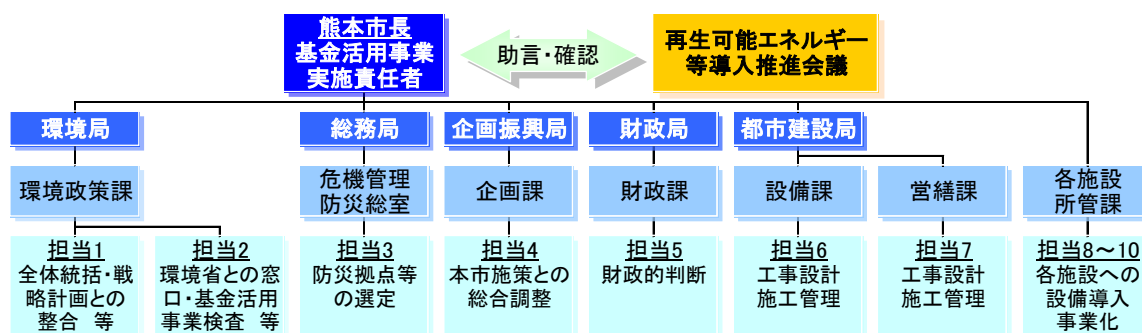 熊本市長
基金活用事業
実施責任者
助言・確認
再生可能エネルギー
等導入推進会議
環境局
総務局
企画振興局
財政局
都市建設局
環境政策課
危機管理
防災総室
企画課
財政課
設備課
営繕課
各施設
所管課
担当1
全体統括・戦
略計画との
整合 等
担当2
環境省との窓
口・基金活用
事業検査 等
担当3
防災拠点等
の選定
担当4
本市施策との
総合調整
担当5
財政的判断
担当6
工事設計
施工管理
担当7
工事設計
施工管理
担当8～10
各施設への
設備導入
事業化